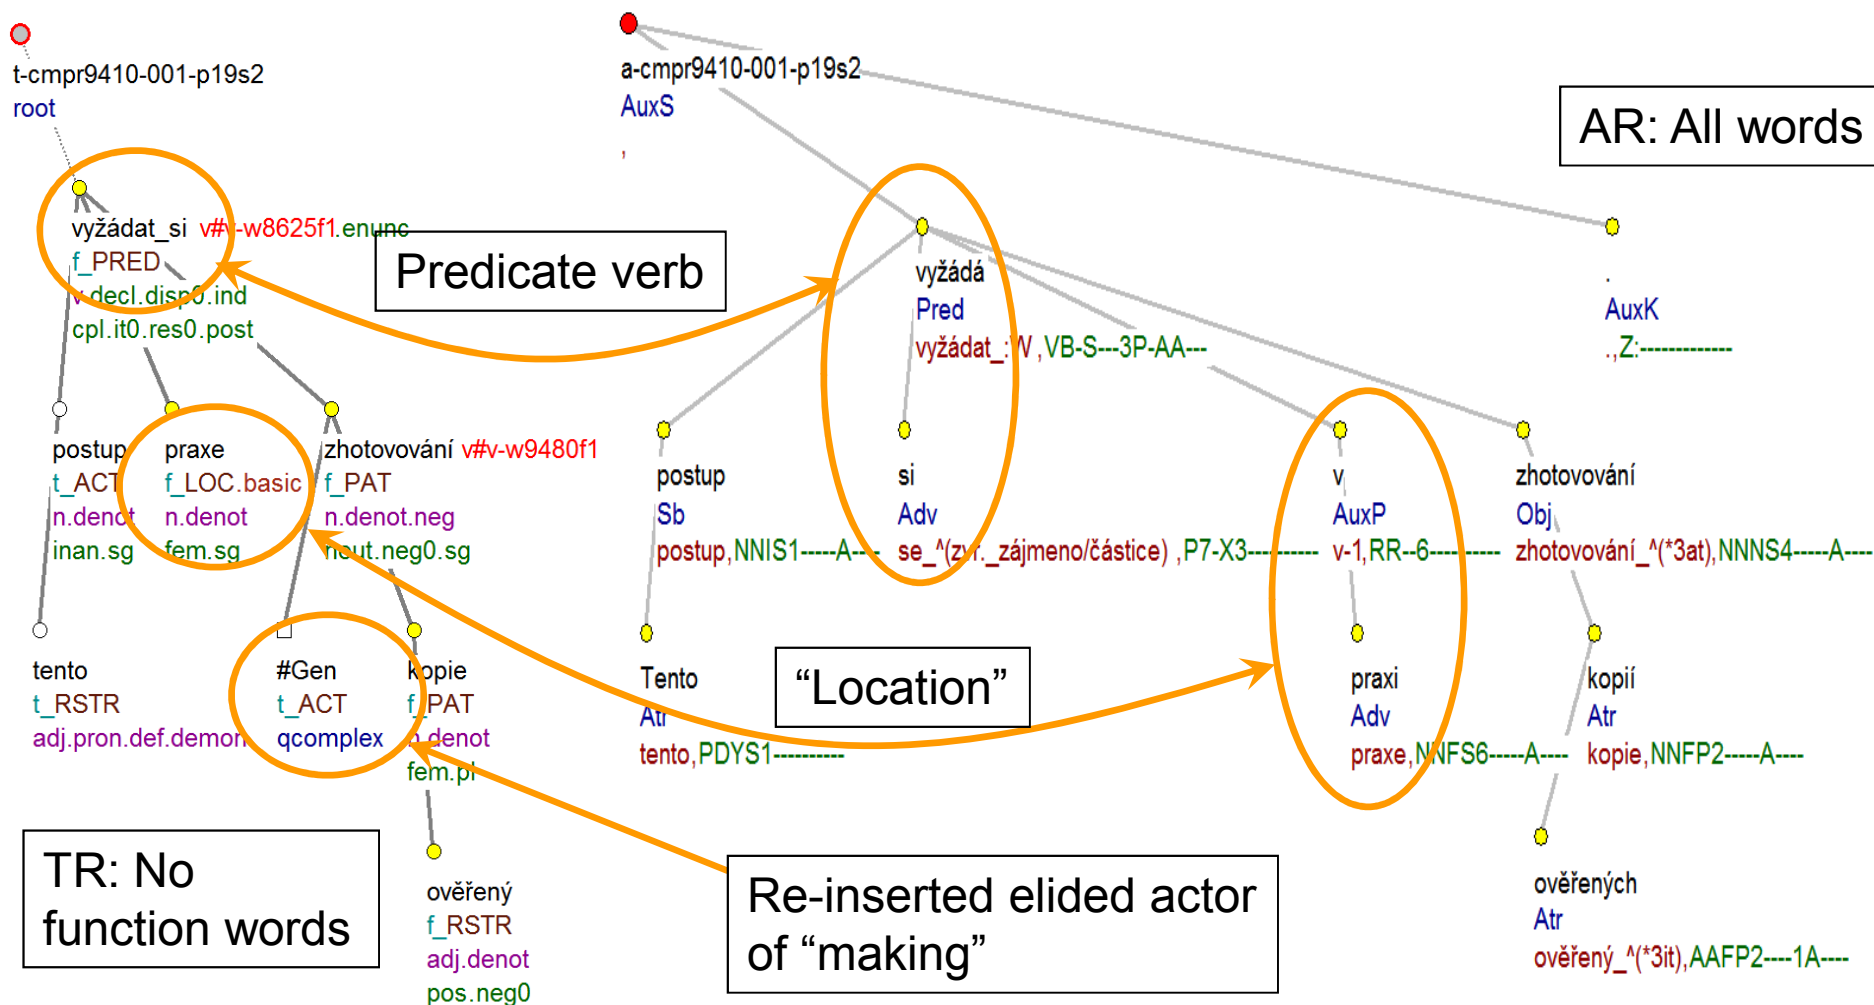 t-cmpr9410-001-p19s2
root
a-cmpr9410-001-p19s2
AuxS
,
AR: All words
vyžádat_si v#v-w8625f1.enunc
f_PRED
v.decl.disp0.ind
cpl.it0.res0.post
Predicate verb
vyžádá
Pred
vyžádat_:W,VB-S---3P-AA---
.
AuxK
.,Z:-------------
postup
t_ACT
n.denot
inan.sg
praxe
f_LOC.basic
n.denot
fem.sg
zhotovování v#v-w9480f1
f_PAT
n.denot.neg
neut.neg0.sg
postup
Sb
postup,NNIS1-----A----
si
Adv
se_^(zvr._zájmeno/částice),P7-X3----------
v
AuxP
v-1,RR--6----------
zhotovování
Obj
zhotovování_^(*3at),NNNS4-----A----
tento
t_RSTR
adj.pron.def.demon
#Gen
t_ACT
qcomplex
kopie
f_PAT
n.denot
fem.pl
“Location”
Tento
Atr
tento,PDYS1----------
praxi
Adv
praxe,NNFS6-----A----
kopií
Atr
kopie,NNFP2-----A----
TR: No
function words
ověřený
f_RSTR
adj.denot
pos.neg0
Re-inserted elided actor
of “making”
ověřených
Atr
ověřený_^(*3it),AAFP2----1A----